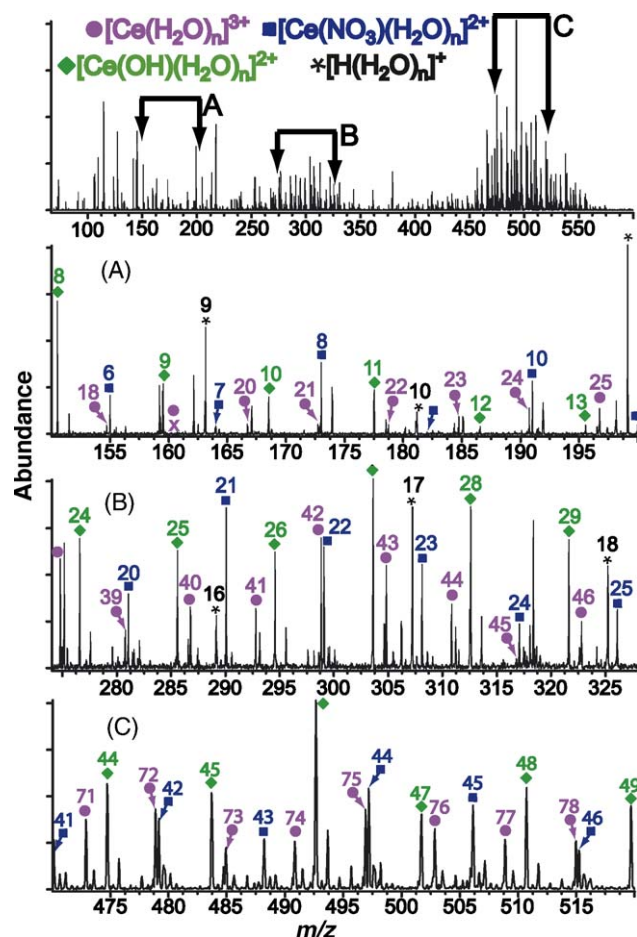 ●[Ce(H₂O)ₙ]³⁺ ■[Ce(NO₃)(H₂O)ₙ]²⁺
◆[Ce(OH)(H₂O)ₙ]²⁺ *[H(H₂O)ₙ]⁺
A B C
100 150 200 250 300 350 400 450 500 550
Abundance
(A)
8 18 6 9 x 9 7 20 10 21 8 11 22 10 23 12 24 10 13 25
155 160 165 170 175 180 185 190 195
(B)
24 39 20 25 40 16 21 41 26 42 22 43 17 23 44 28 45 24 29 46 18 25
280 285 290 295 300 305 310 315 320 325
(C)
41 71 44 72 42 45 73 43 74 75 44 47 76 45 77 48 78 46 49
475 480 485 490 495 500 505 510 515
m/z